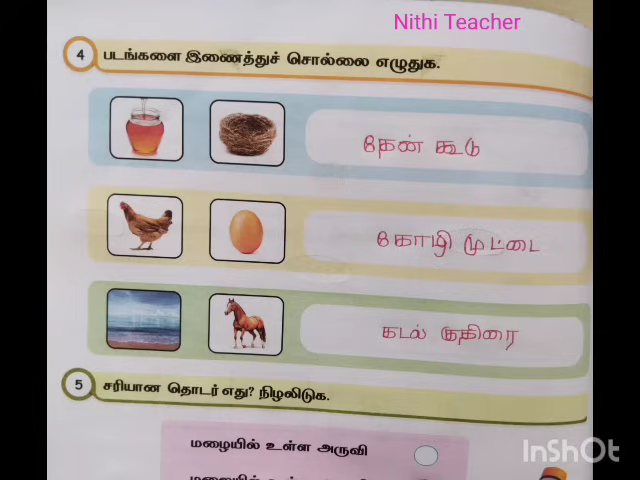 Nithi Teacher
4 படங்களை இணைத்துச் சொல்லை எழுதுக.
தேன் கூடு
கோழி முட்டை
கடல் குதிரை
5 சரியான தொடர் எது? நிழலிடுக.
மழையில் உள்ள அருவி
InShOt